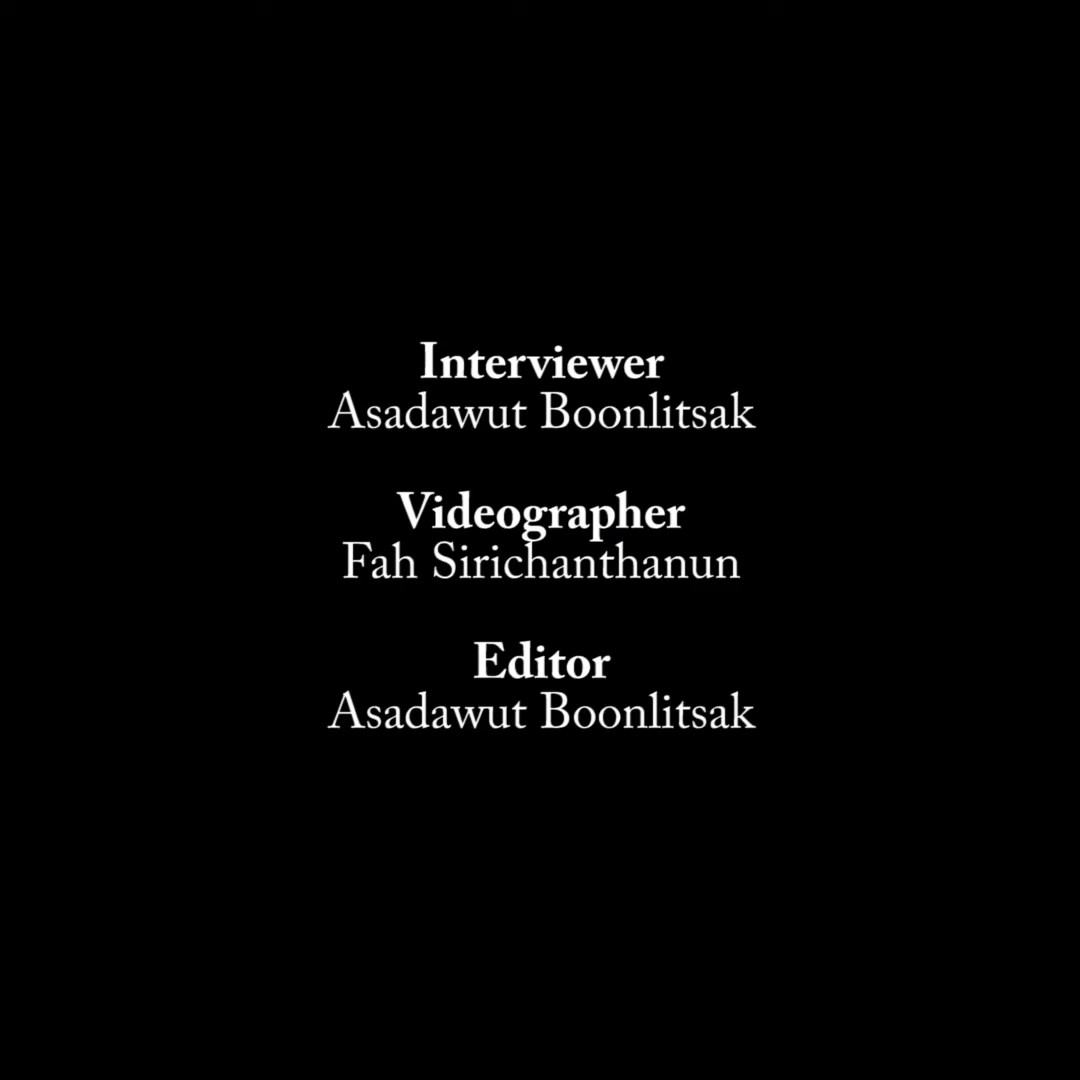 Interviewer
Asadawut Boonlitsak
Videographer
Fah Sirichanthanun
Editor
Asadawut Boonlitsak